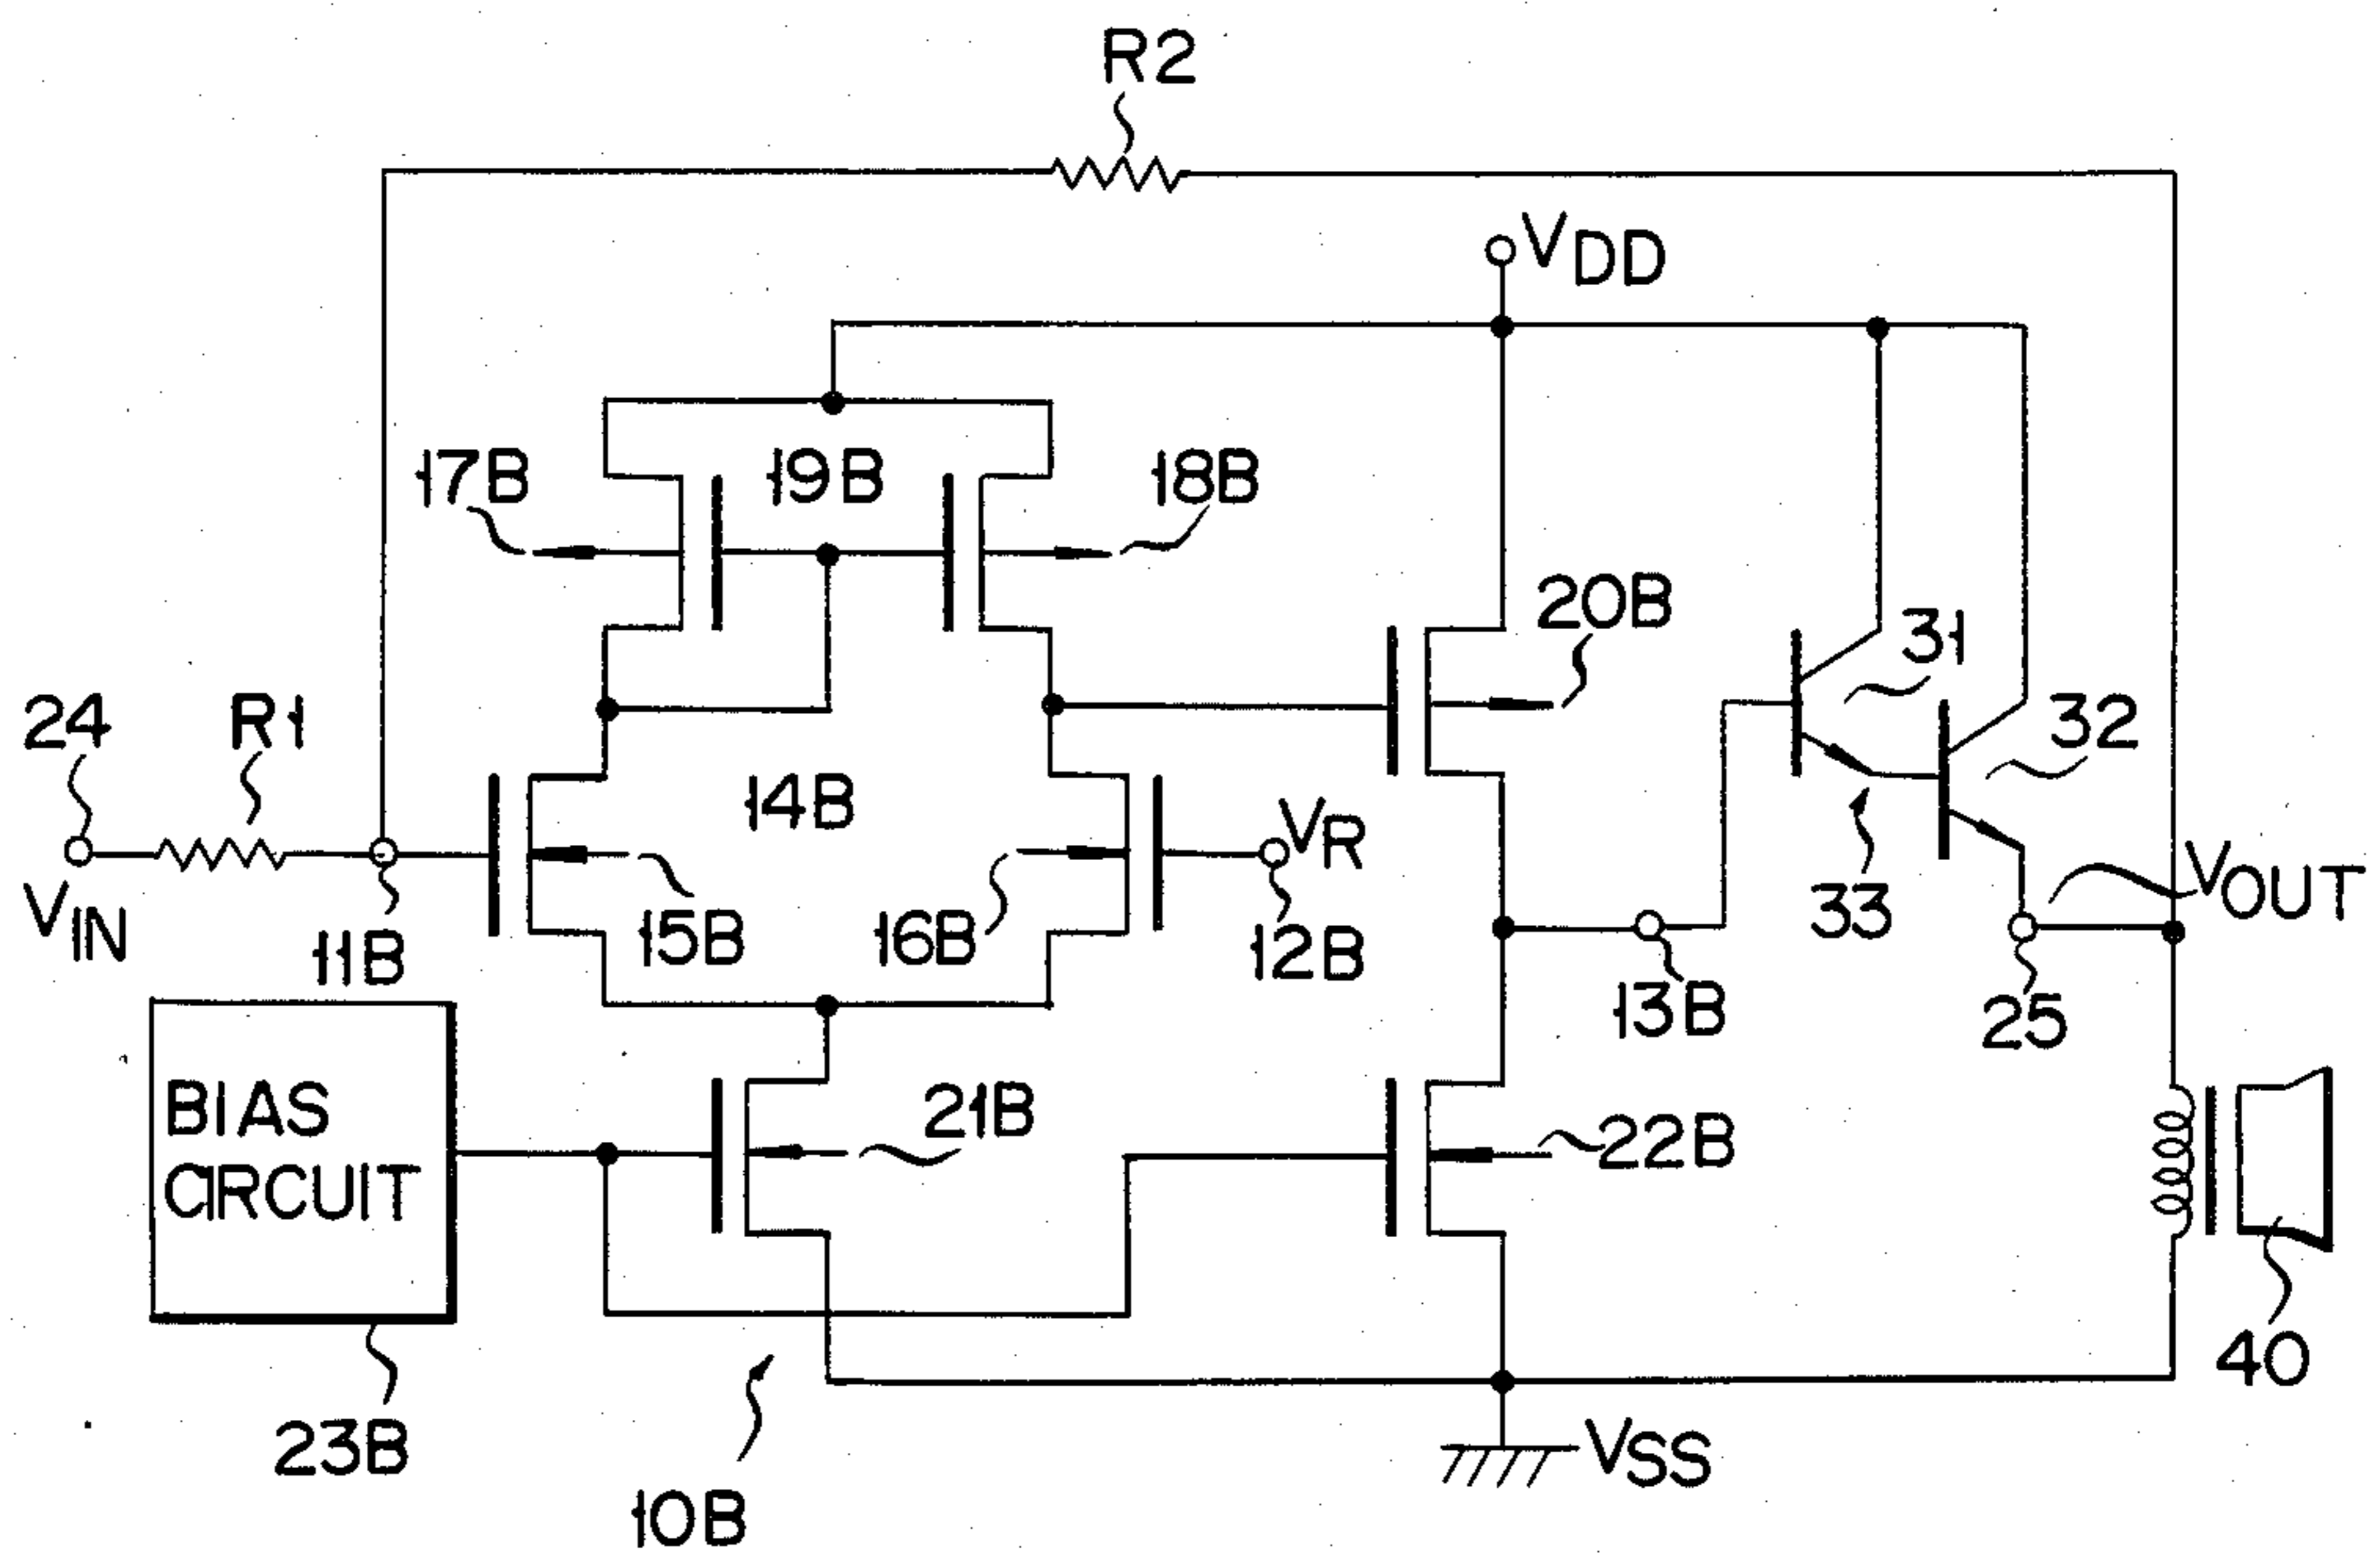 R2
VDD
17B
19B
18B
20B
31
24
R1
32
14B
VR
VOUT
VIN
11B
15B
16B
12B
33
13B
25
BIAS
CIRCUIT
21B
22B
40
23B
VSS
10B